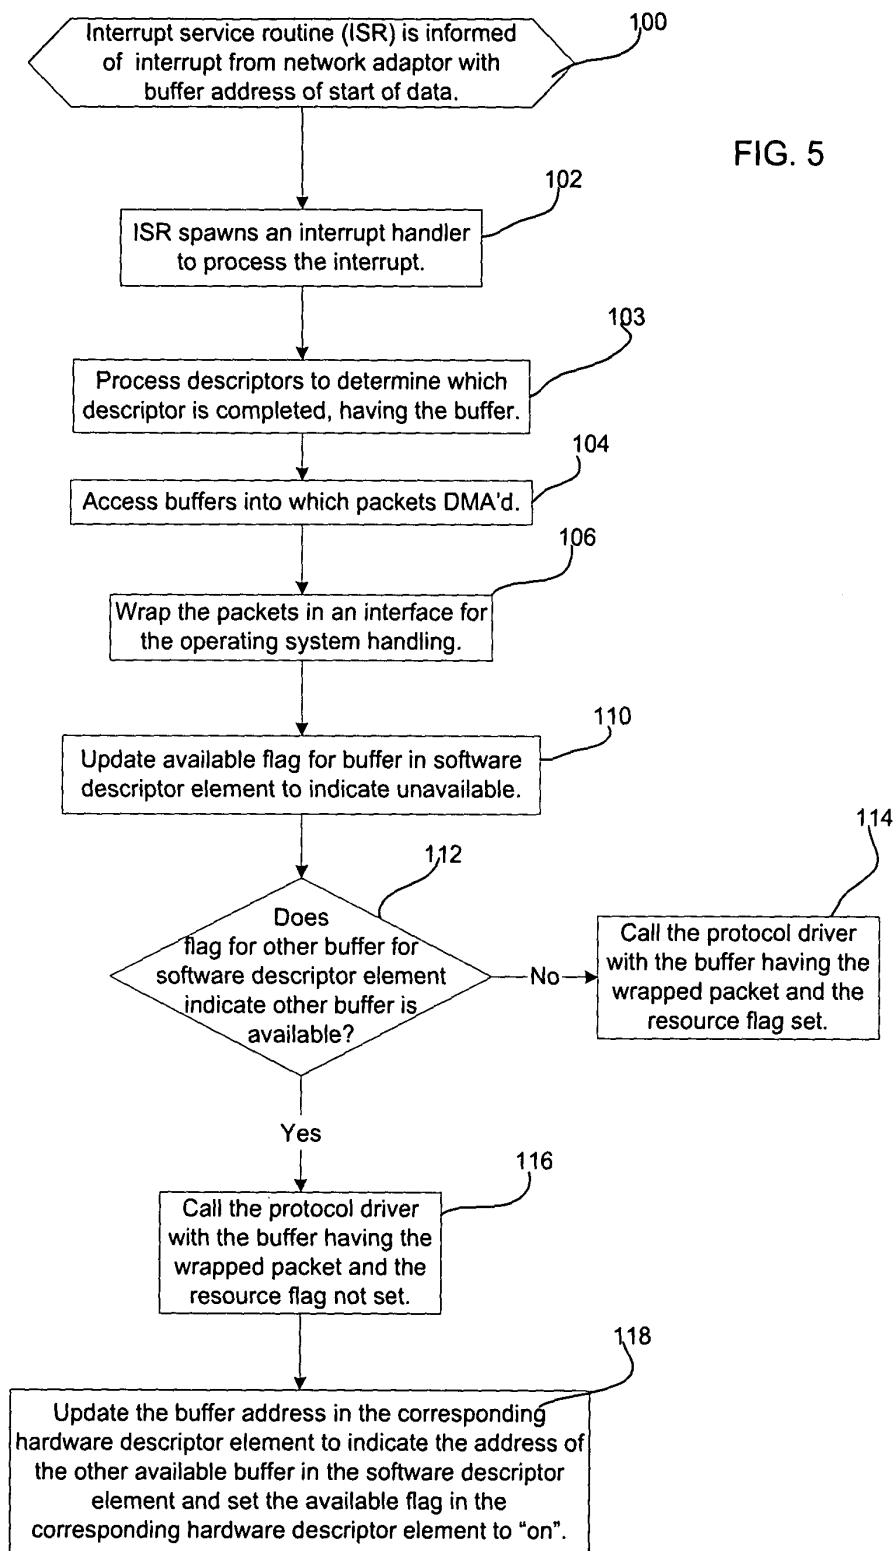 Interrupt service routine (ISR) is informed
of interrupt from network adaptor with
buffer address of start of data.
100
FIG. 5
102
ISR spawns an interrupt handler
to process the interrupt.
103
Process descriptors to determine which
descriptor is completed, having the buffer.
104
Access buffers into which packets DMA'd.
106
Wrap the packets in an interface for
the operating system handling.
110
Update available flag for buffer in software
descriptor element to indicate unavailable.
112
Does
flag for other buffer for
software descriptor element
indicate other buffer is
available?
No
114
Call the protocol driver
with the buffer having the
wrapped packet and the
resource flag set.
Yes
116
Call the protocol driver
with the buffer having the
wrapped packet and the
resource flag not set.
118
Update the buffer address in the corresponding
hardware descriptor element to indicate the address of
the other available buffer in the software descriptor
element and set the available flag in the
corresponding hardware descriptor element to “on”.